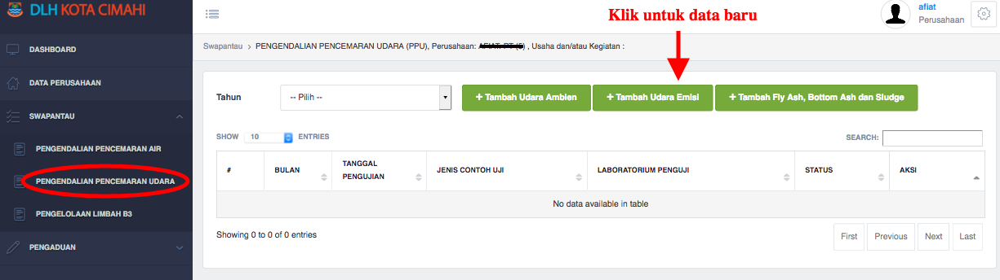 DLH KOTA CIMAHI
Klik untuk data baru
afiat
Perusahaan
Swapantau > PENGENDALIAN PENCEMARAN UDARA (PPU), Perusahaan: , Usaha dan/atau Kegiatan :
DASHBOARD
DATA PERUSAHAAN
SWAPANTAU
PENGENDALIAN PENCEMARAN AIR
PENGENDALIAN PENCEMARAN UDARA
PENGELOLAAN LIMBAH B3
PENGADUAN
Tahun -- Pilih -- + Tambah Udara Ambien + Tambah Udara Emisi + Tambah Fly Ash, Bottom Ash dan Sludge
SHOW 10 ENTRIES SEARCH:
# BULAN TANGGAL PENGUJIAN JENIS CONTOH UJI LABORATORIUM PENGUJI STATUS AKSI
No data available in table
Showing 0 to 0 of 0 entries First Previous Next Last